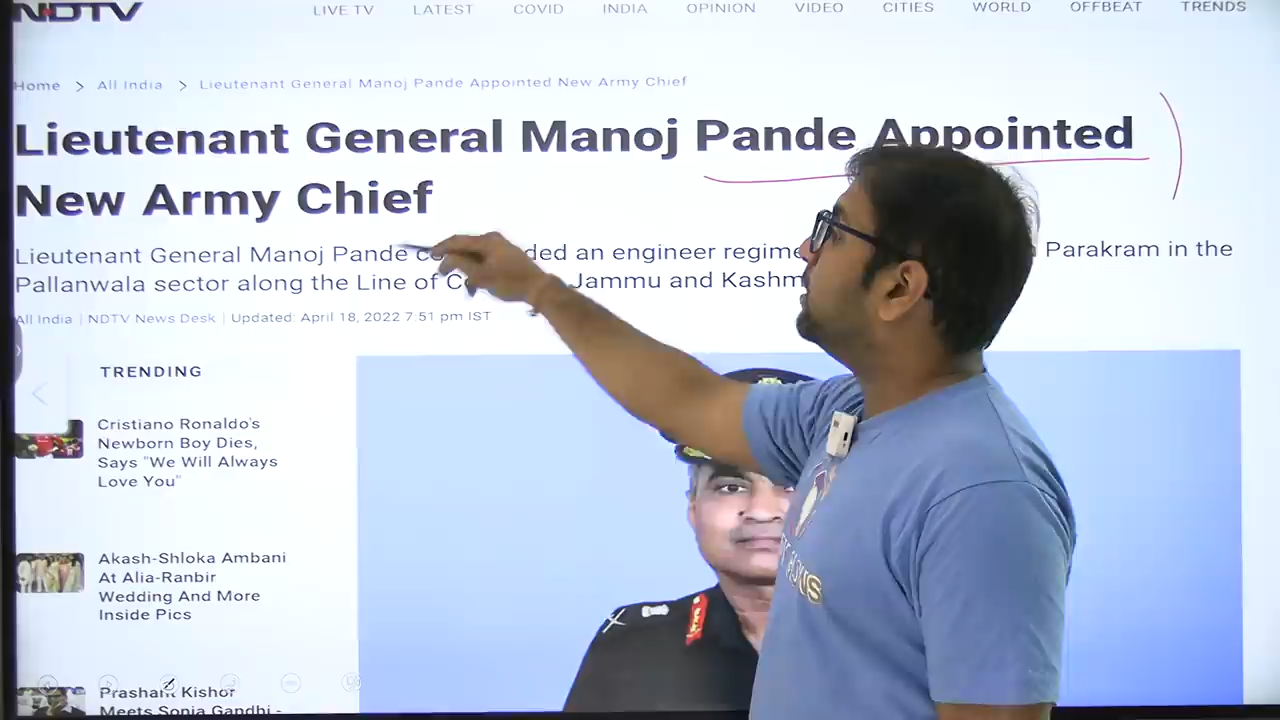 NDTV
LIVE TV LATEST COVID INDIA OPINION VIDEO CITIES WORLD OFFBEAT TRENDS
Home > All India > Lieutenant General Manoj Pande Appointed New Army Chief
Lieutenant General Manoj Pande Appointed
New Army Chief
Lieutenant General Manoj Pande an engineer Parakram in the
Pallanwala sector along the Line of Jammu and
All India | NDTV News Desk | Updated: April 18, 2022 7:51 pm IST
TRENDING
Cristiano Ronaldo's
Newborn Boy Dies,
Says "We Will Always
Love You"
Akash-Shloka Ambani
At Alia-Ranbir
Wedding And More
Inside Pics
Prashant Kishor
Meets Sonia Gandhi -